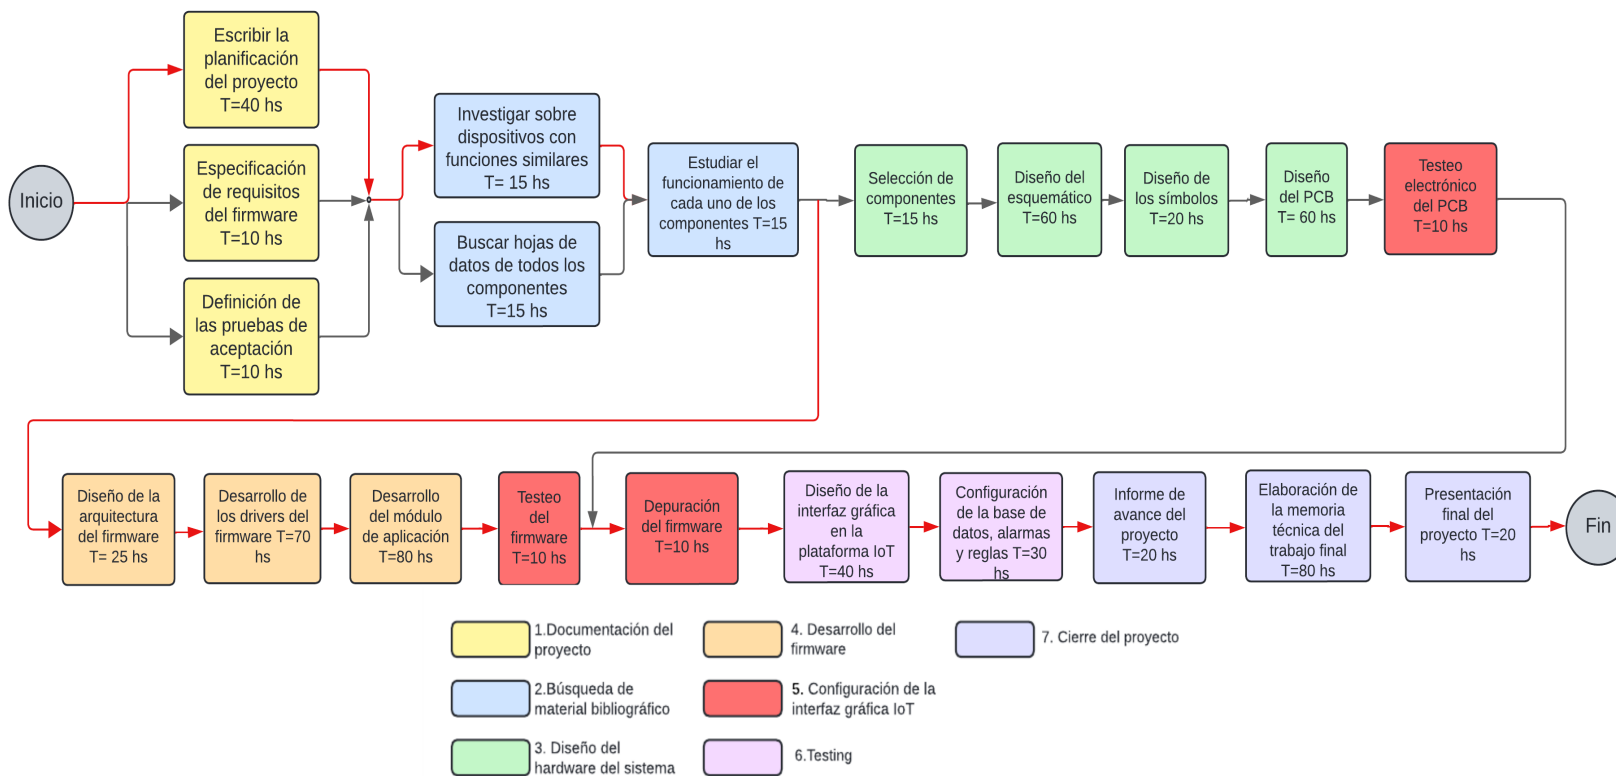 Inicio
Escribir la
planificación
del proyecto
T=40 hs
Especificación
de requisitos
del firmware
T=10 hs
Definición de
las pruebas de
aceptación
T=10 hs
Investigar sobre
dispositivos con
funciones similares
T= 15 hs
Buscar hojas de
datos de todos los
componentes
T=15 hs
Estudiar el
funcionamiento de
cada uno de los
componentes T=15
hs
Selección de
componentes
T=15 hs
Diseño del
esquemático
T=60 hs
Diseño de
los símbolos
T=20 hs
Diseño
del PCB
T= 60 hs
Testeo
electrónico
del PCB
T=10 hs
Diseño de la
arquitectura
del firmware
T= 25 hs
Desarrollo de
los drivers del
firmware T=70
hs
Desarrollo
del módulo
de aplicación
T=80 hs
Testeo
del
firmware
T=10 hs
Depuración
del firmware
T=10 hs
Diseño de la
interfaz gráfica
en la
plataforma IoT
T=40 hs
Configuración
de la base de
datos, alarmas
y reglas T=30
hs
Informe de
avance del
proyecto
T=20 hs
Elaboración de
la memoria
técnica del
trabajo final
T=80 hs
Presentación
final del
proyecto T=20
hs
Fin
1.Documentación del
proyecto
2.Búsqueda de
material bibliográfico
3. Diseño del
hardware del sistema
4. Desarrollo del
firmware
5. Configuración de la
interfaz gráfica IoT
6.Testing
7. Cierre del proyecto